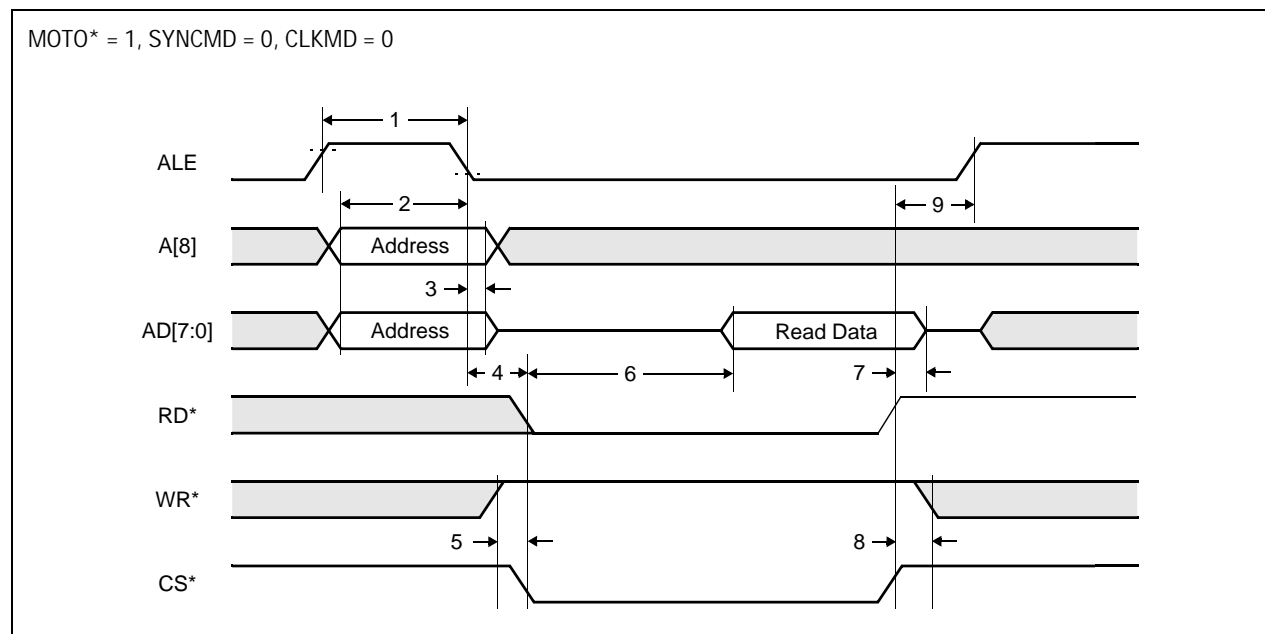 MOTO* = 1, SYNCMD = 0, CLKMD = 0
1
ALE
2
9
A[8]
Address
3
AD[7:0]
Address
Read Data
4
6
7
RD*
WR*
5
8
CS*